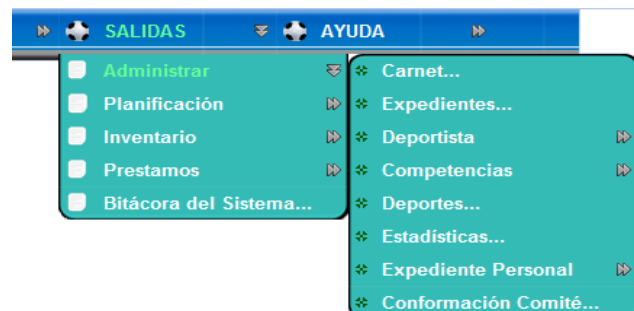 SALIDAS AYUDA
Administrar
Planificación
Inventario
Prestamos
Bitácora del Sistema...
Carnet...
Expedientes...
Deportista
Competencias
Deportes...
Estadísticas...
Expediente Personal
Conformación Comité...